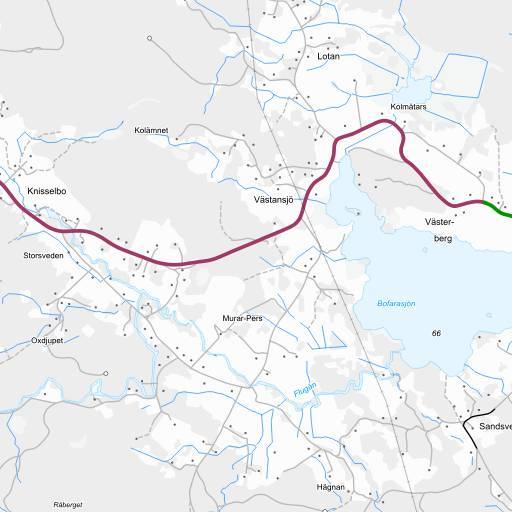 Lotan
Kolmätars
Kolämnet
Knisselbo
Västansjö
Väster-
berg
Storsveden
Bofarasjön
Murar-Pers
66
Oxdjupet
Flugån
Sandsve
Hägnan
Råberget